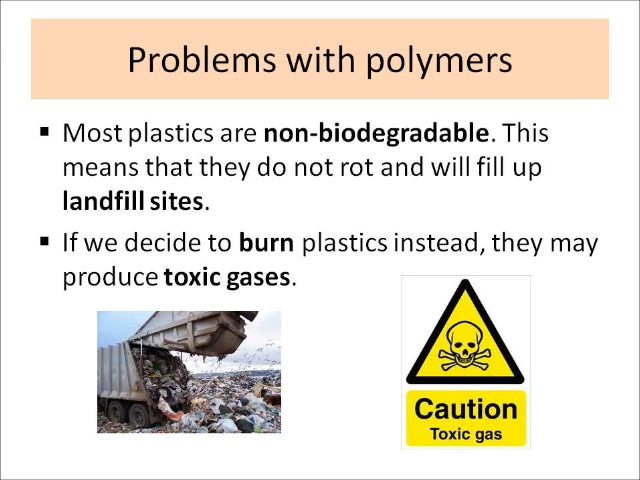 Problems with polymers
▪ Most plastics are non-biodegradable. This
means that they do not rot and will fill up
landfill sites.
▪ If we decide to burn plastics instead, they may
produce toxic gases.
Caution
Toxic gas